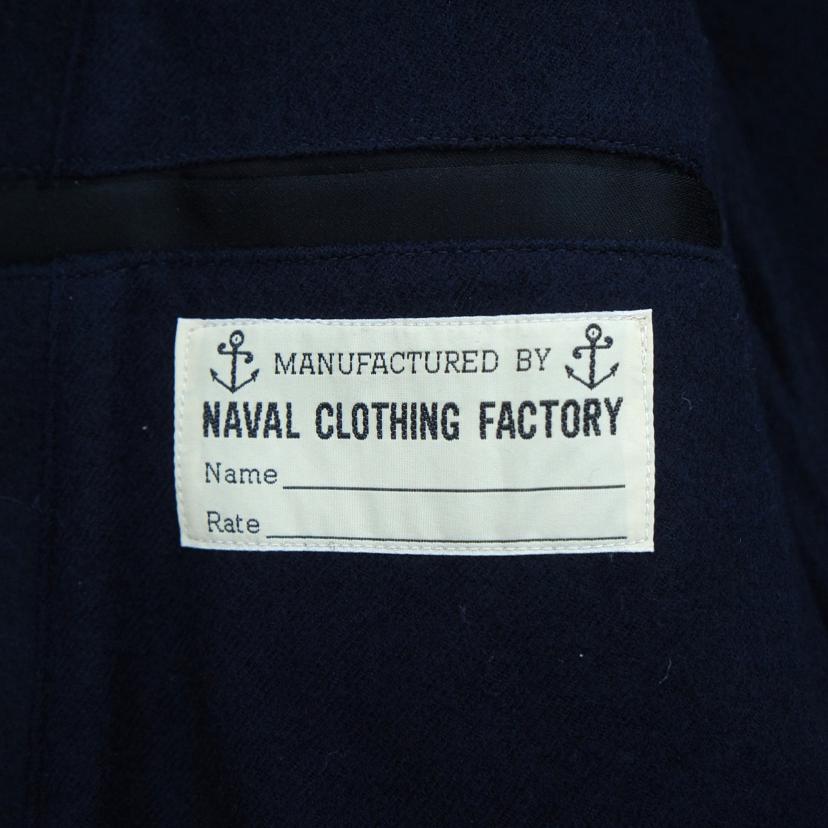 MANUFACTURED BY
NAVAL CLOTHING FACTORY
Name
Rate